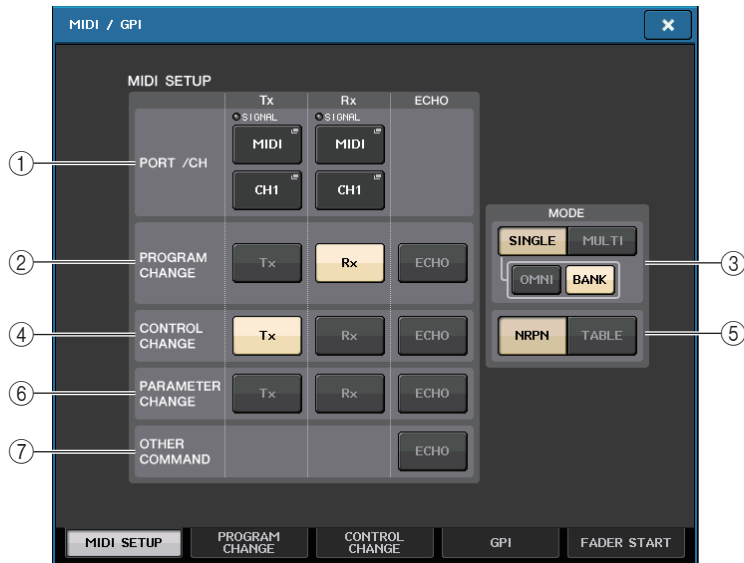 MIDI / GPI
MIDI SETUP
Tx Rx ECHO
SIGNAL SIGNAL
MIDI MIDI
① PORT /CH
CH1 CH1
MODE
SINGLE MULTI
② PROGRAM CHANGE Tx Rx ECHO ③
OMNI BANK
④ CONTROL CHANGE Tx Rx ECHO NRPN TABLE ⑤
⑥ PARAMETER CHANGE Tx Rx ECHO
⑦ OTHER COMMAND ECHO
MIDI SETUP PROGRAM CHANGE CONTROL CHANGE GPI FADER START